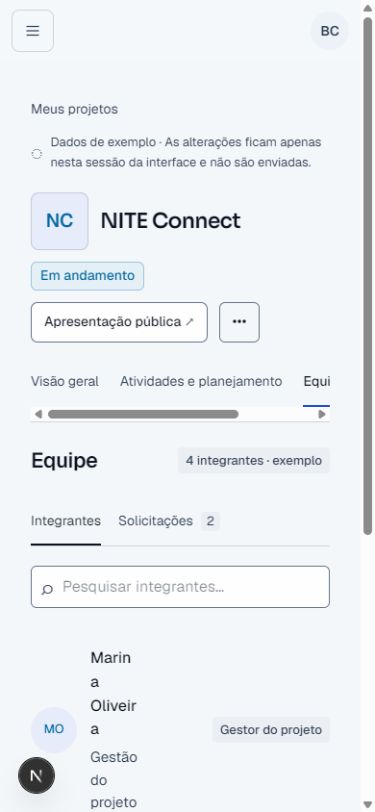 BC
Meus projetos
Dados de exemplo · As alterações ficam apenas
nesta sessão da interface e não são enviadas.
NC
NITE Connect
Em andamento
Apresentação pública ↗
•••
Visão geral Atividades e planejamento Equi
Equipe
4 integrantes · exemplo
Integrantes Solicitações 2
Pesquisar integrantes...
Marin
a
Oliveir
a
MO
Gestor do projeto
Gestão
do
projeto
N